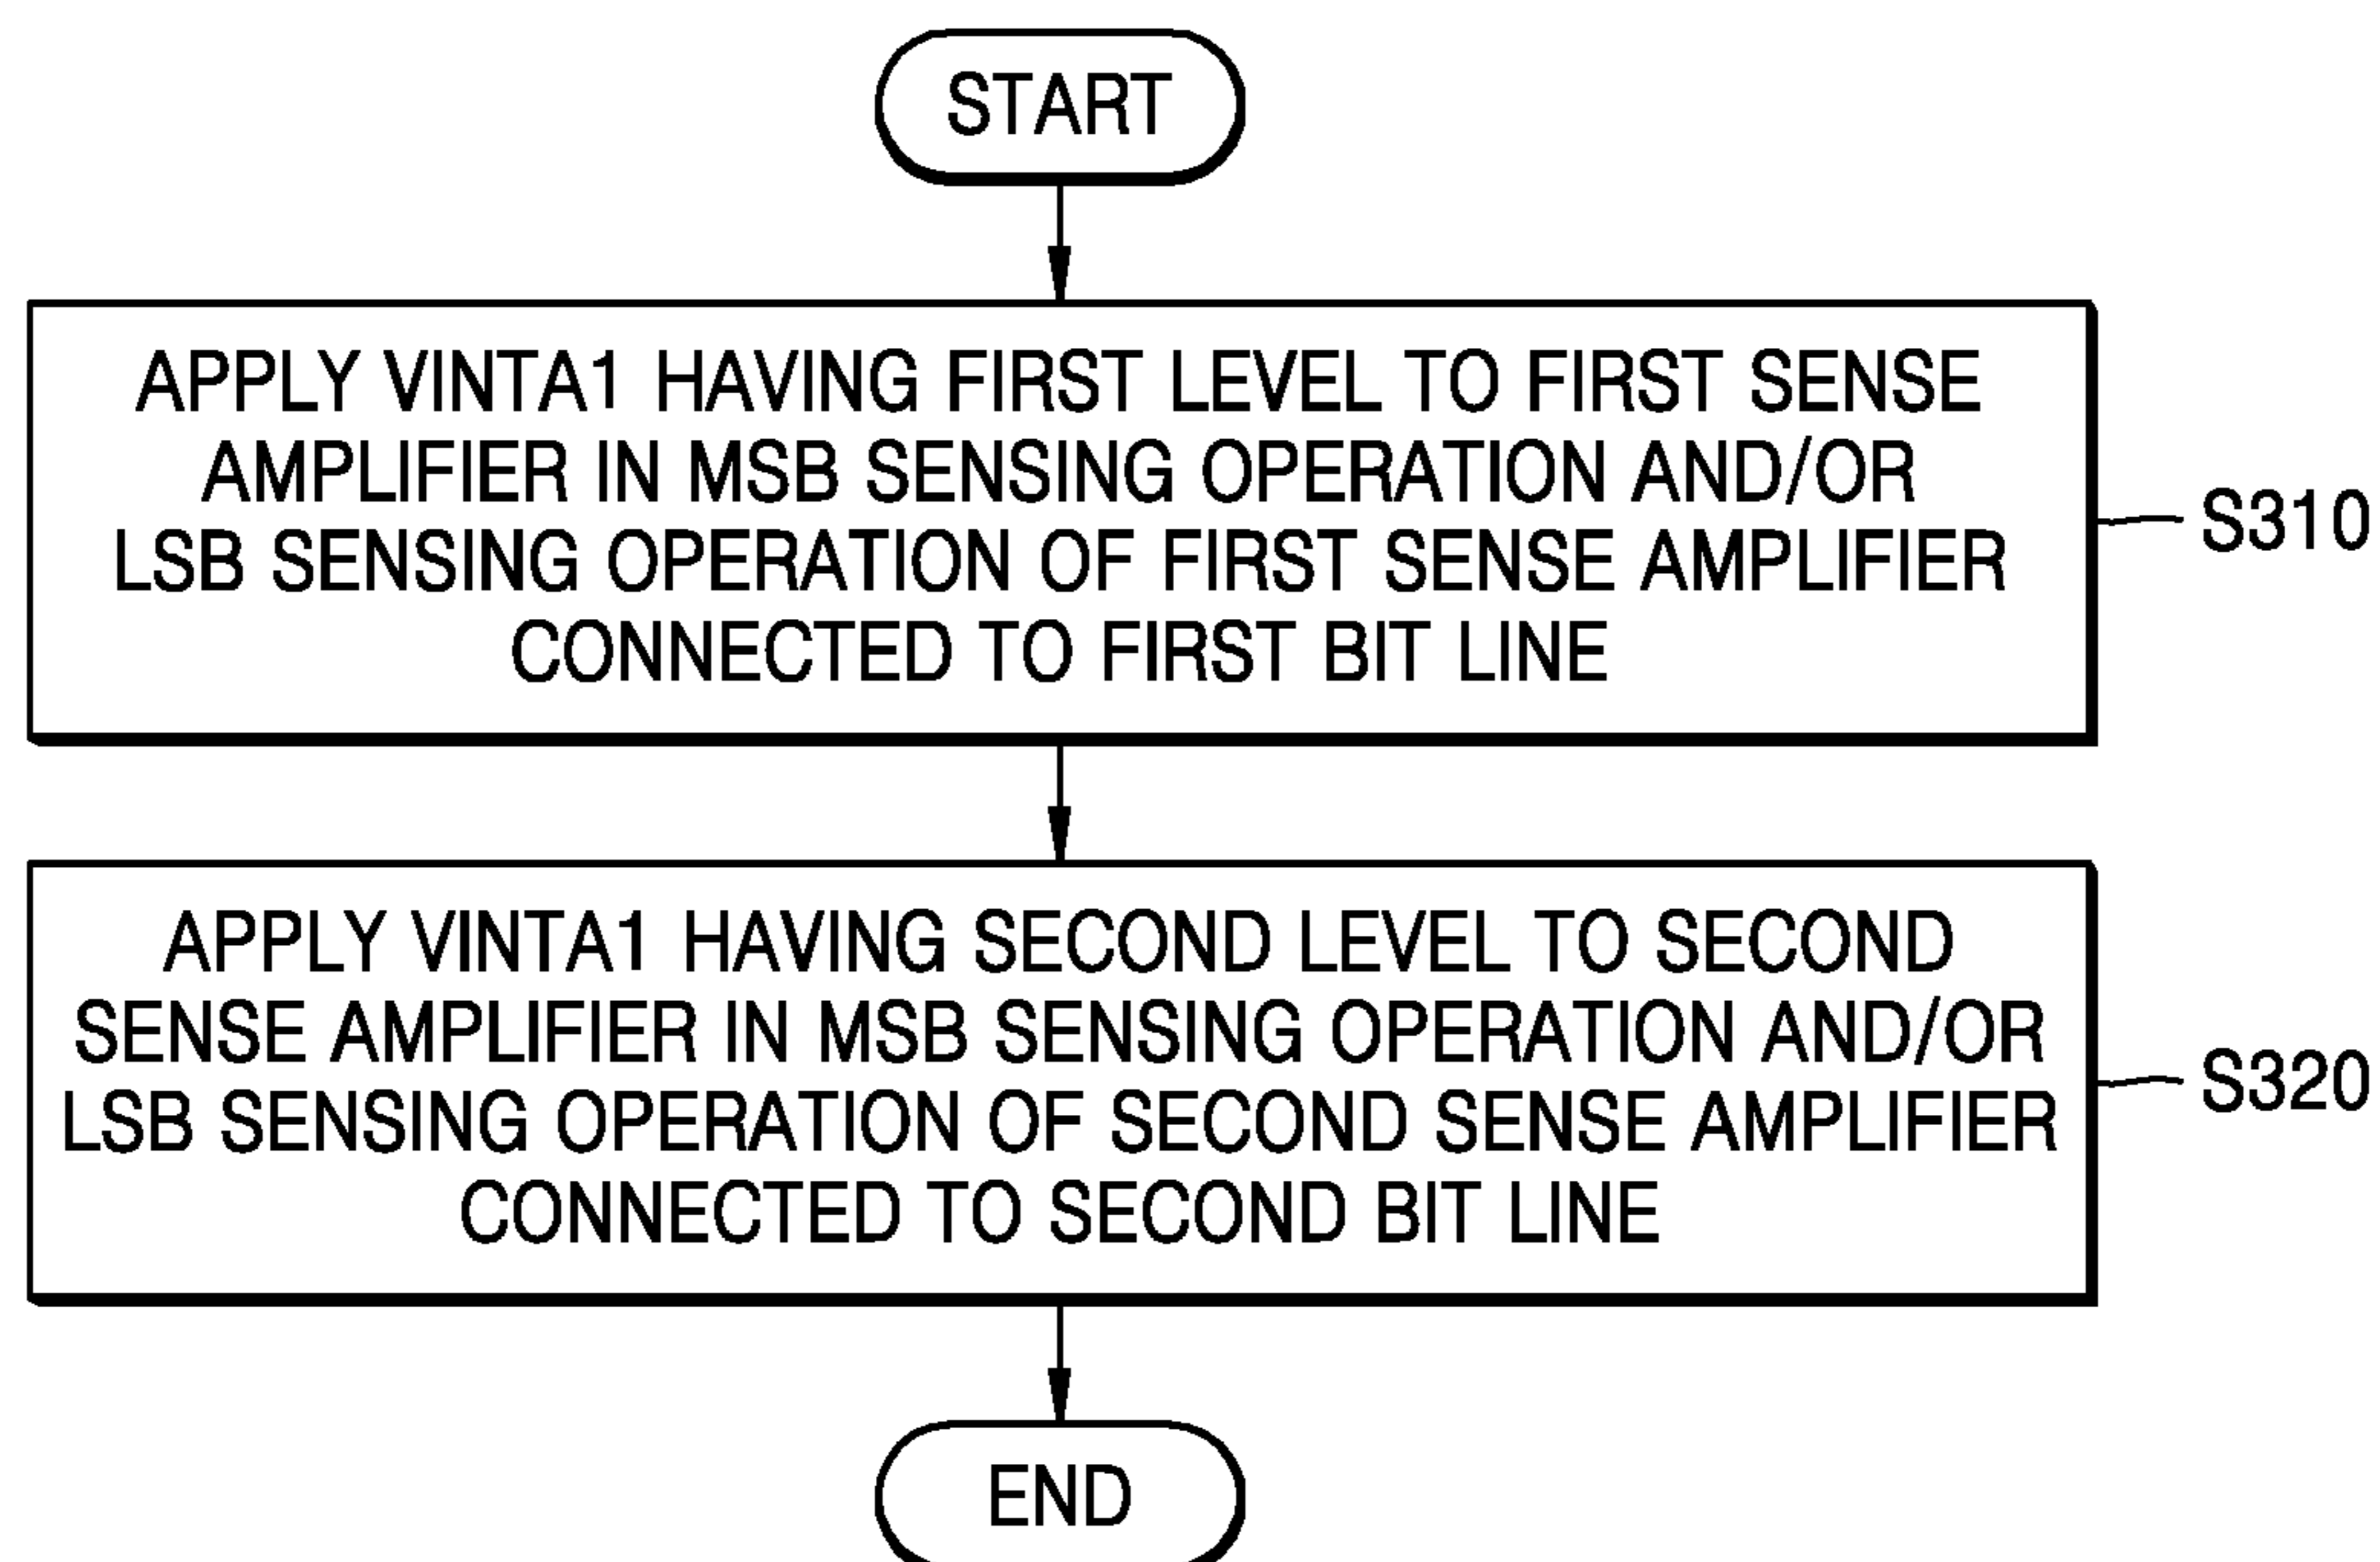 START
APPLY VINTA1 HAVING FIRST LEVEL TO FIRST SENSE
AMPLIFIER IN MSB SENSING OPERATION AND/OR
LSB SENSING OPERATION OF FIRST SENSE AMPLIFIER
CONNECTED TO FIRST BIT LINE
S310
APPLY VINTA1 HAVING SECOND LEVEL TO SECOND
SENSE AMPLIFIER IN MSB SENSING OPERATION AND/OR
LSB SENSING OPERATION OF SECOND SENSE AMPLIFIER
CONNECTED TO SECOND BIT LINE
S320
END